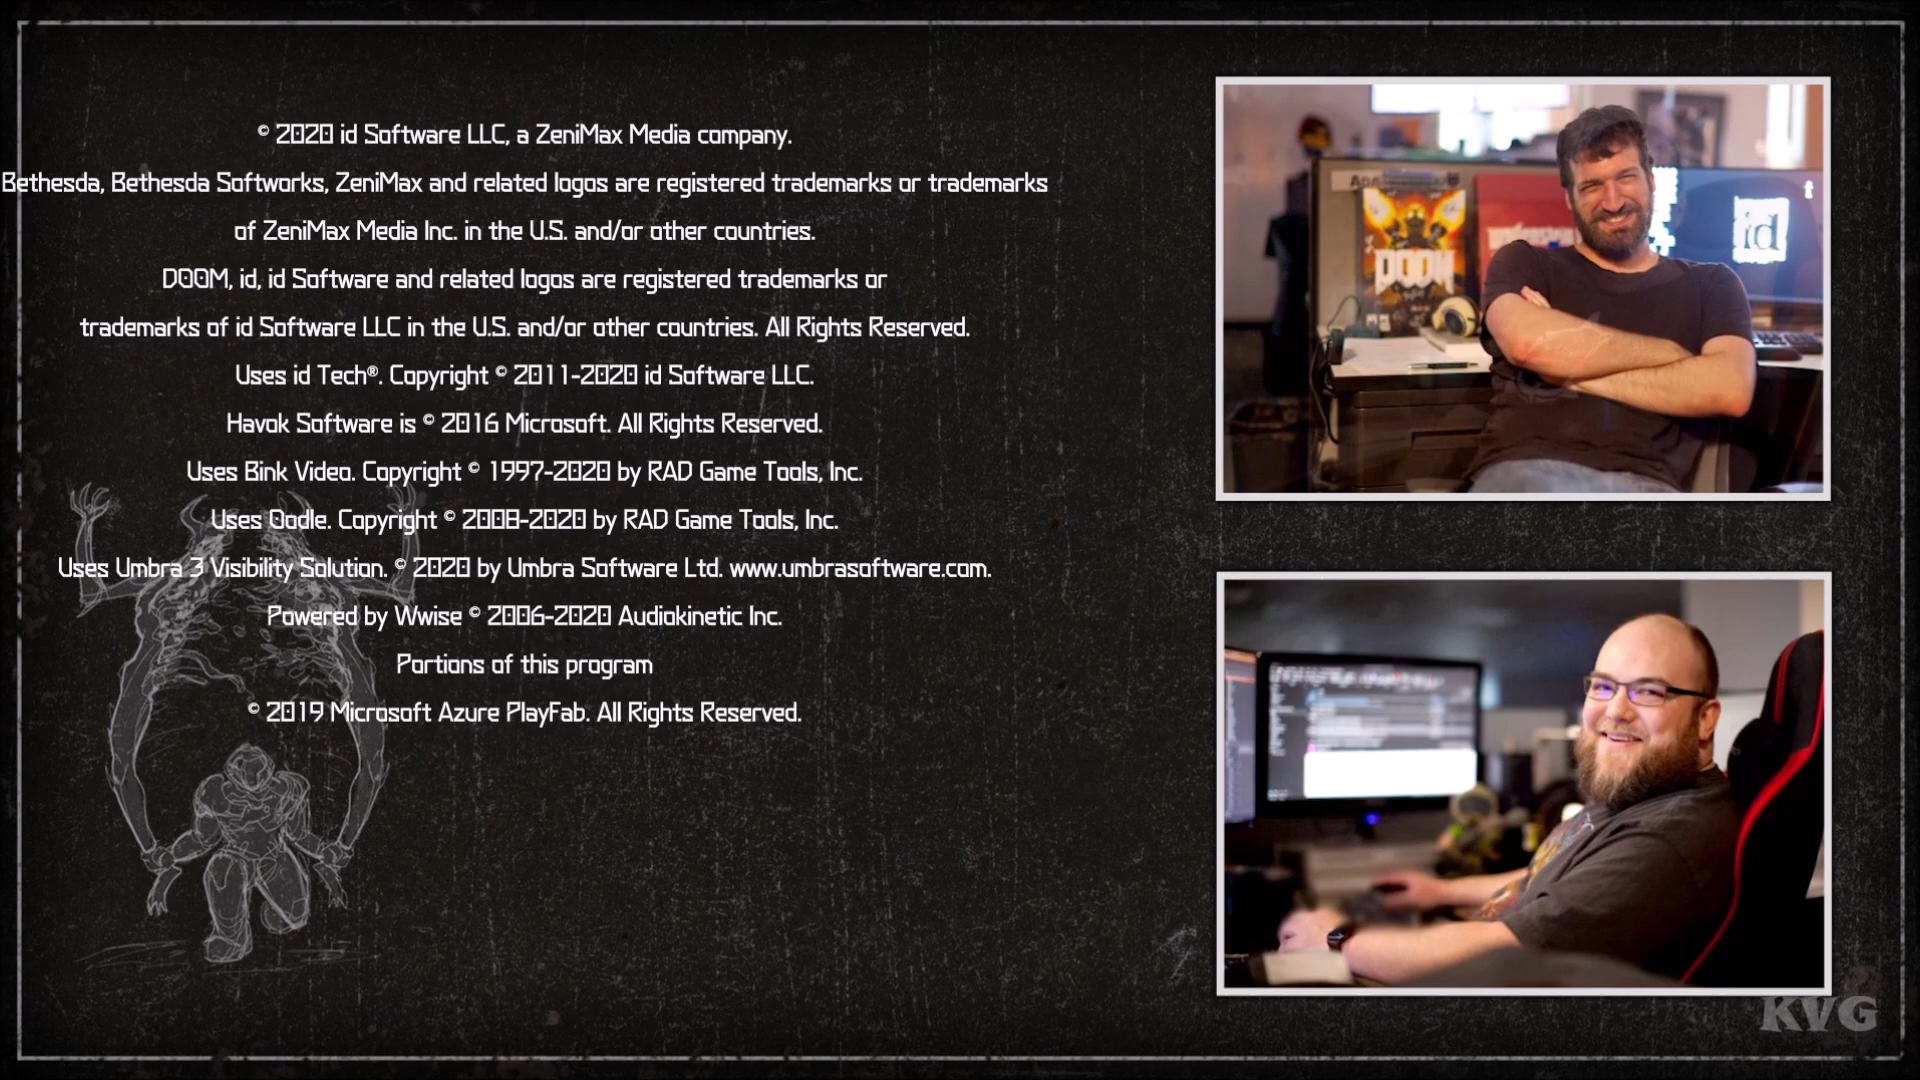 © 2020 id Software LLC, a ZeniMax Media company.
Bethesda, Bethesda Softworks, ZeniMax and related logos are registered trademarks or trademarks
of ZeniMax Media Inc. in the U.S. and/or other countries.
DOOM, id, id Software and related logos are registered trademarks or
trademarks of id Software LLC in the U.S. and/or other countries. All Rights Reserved.
Uses id Tech®. Copyright © 2011-2020 id Software LLC.
Havok Software is © 2016 Microsoft. All Rights Reserved.
Uses Bink Video. Copyright © 1997-2020 by RAD Game Tools, Inc.
Uses Oodle. Copyright © 2008-2020 by RAD Game Tools, Inc.
Uses Umbra 3 Visibility Solution. © 2020 by Umbra Software Ltd. www.umbrasoftware.com.
Powered by Wwise © 2006-2020 Audiokinetic Inc.
Portions of this program
© 2019 Microsoft Azure PlayFab. All Rights Reserved.
DOOM
id
KVG